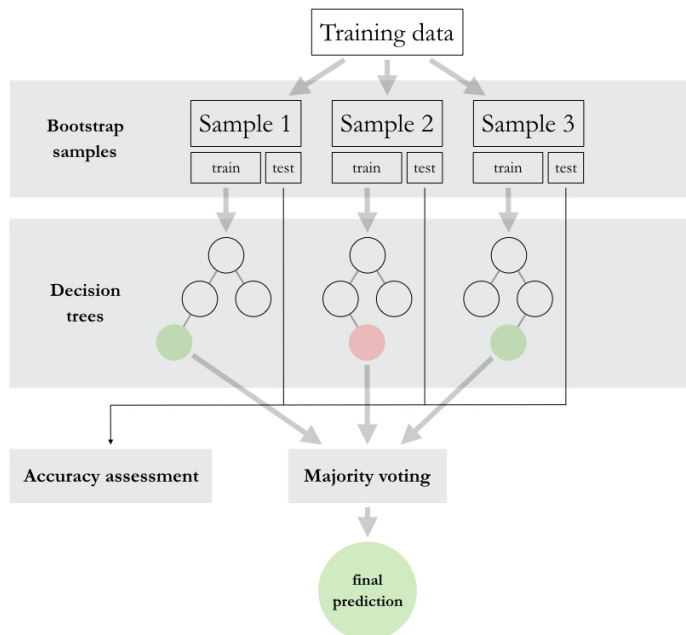 Training data
Bootstrap
samples
Sample 1
Sample 2
Sample 3
train
test
train
test
train
test
Decision
trees
Accuracy assessment
Majority voting
final
prediction